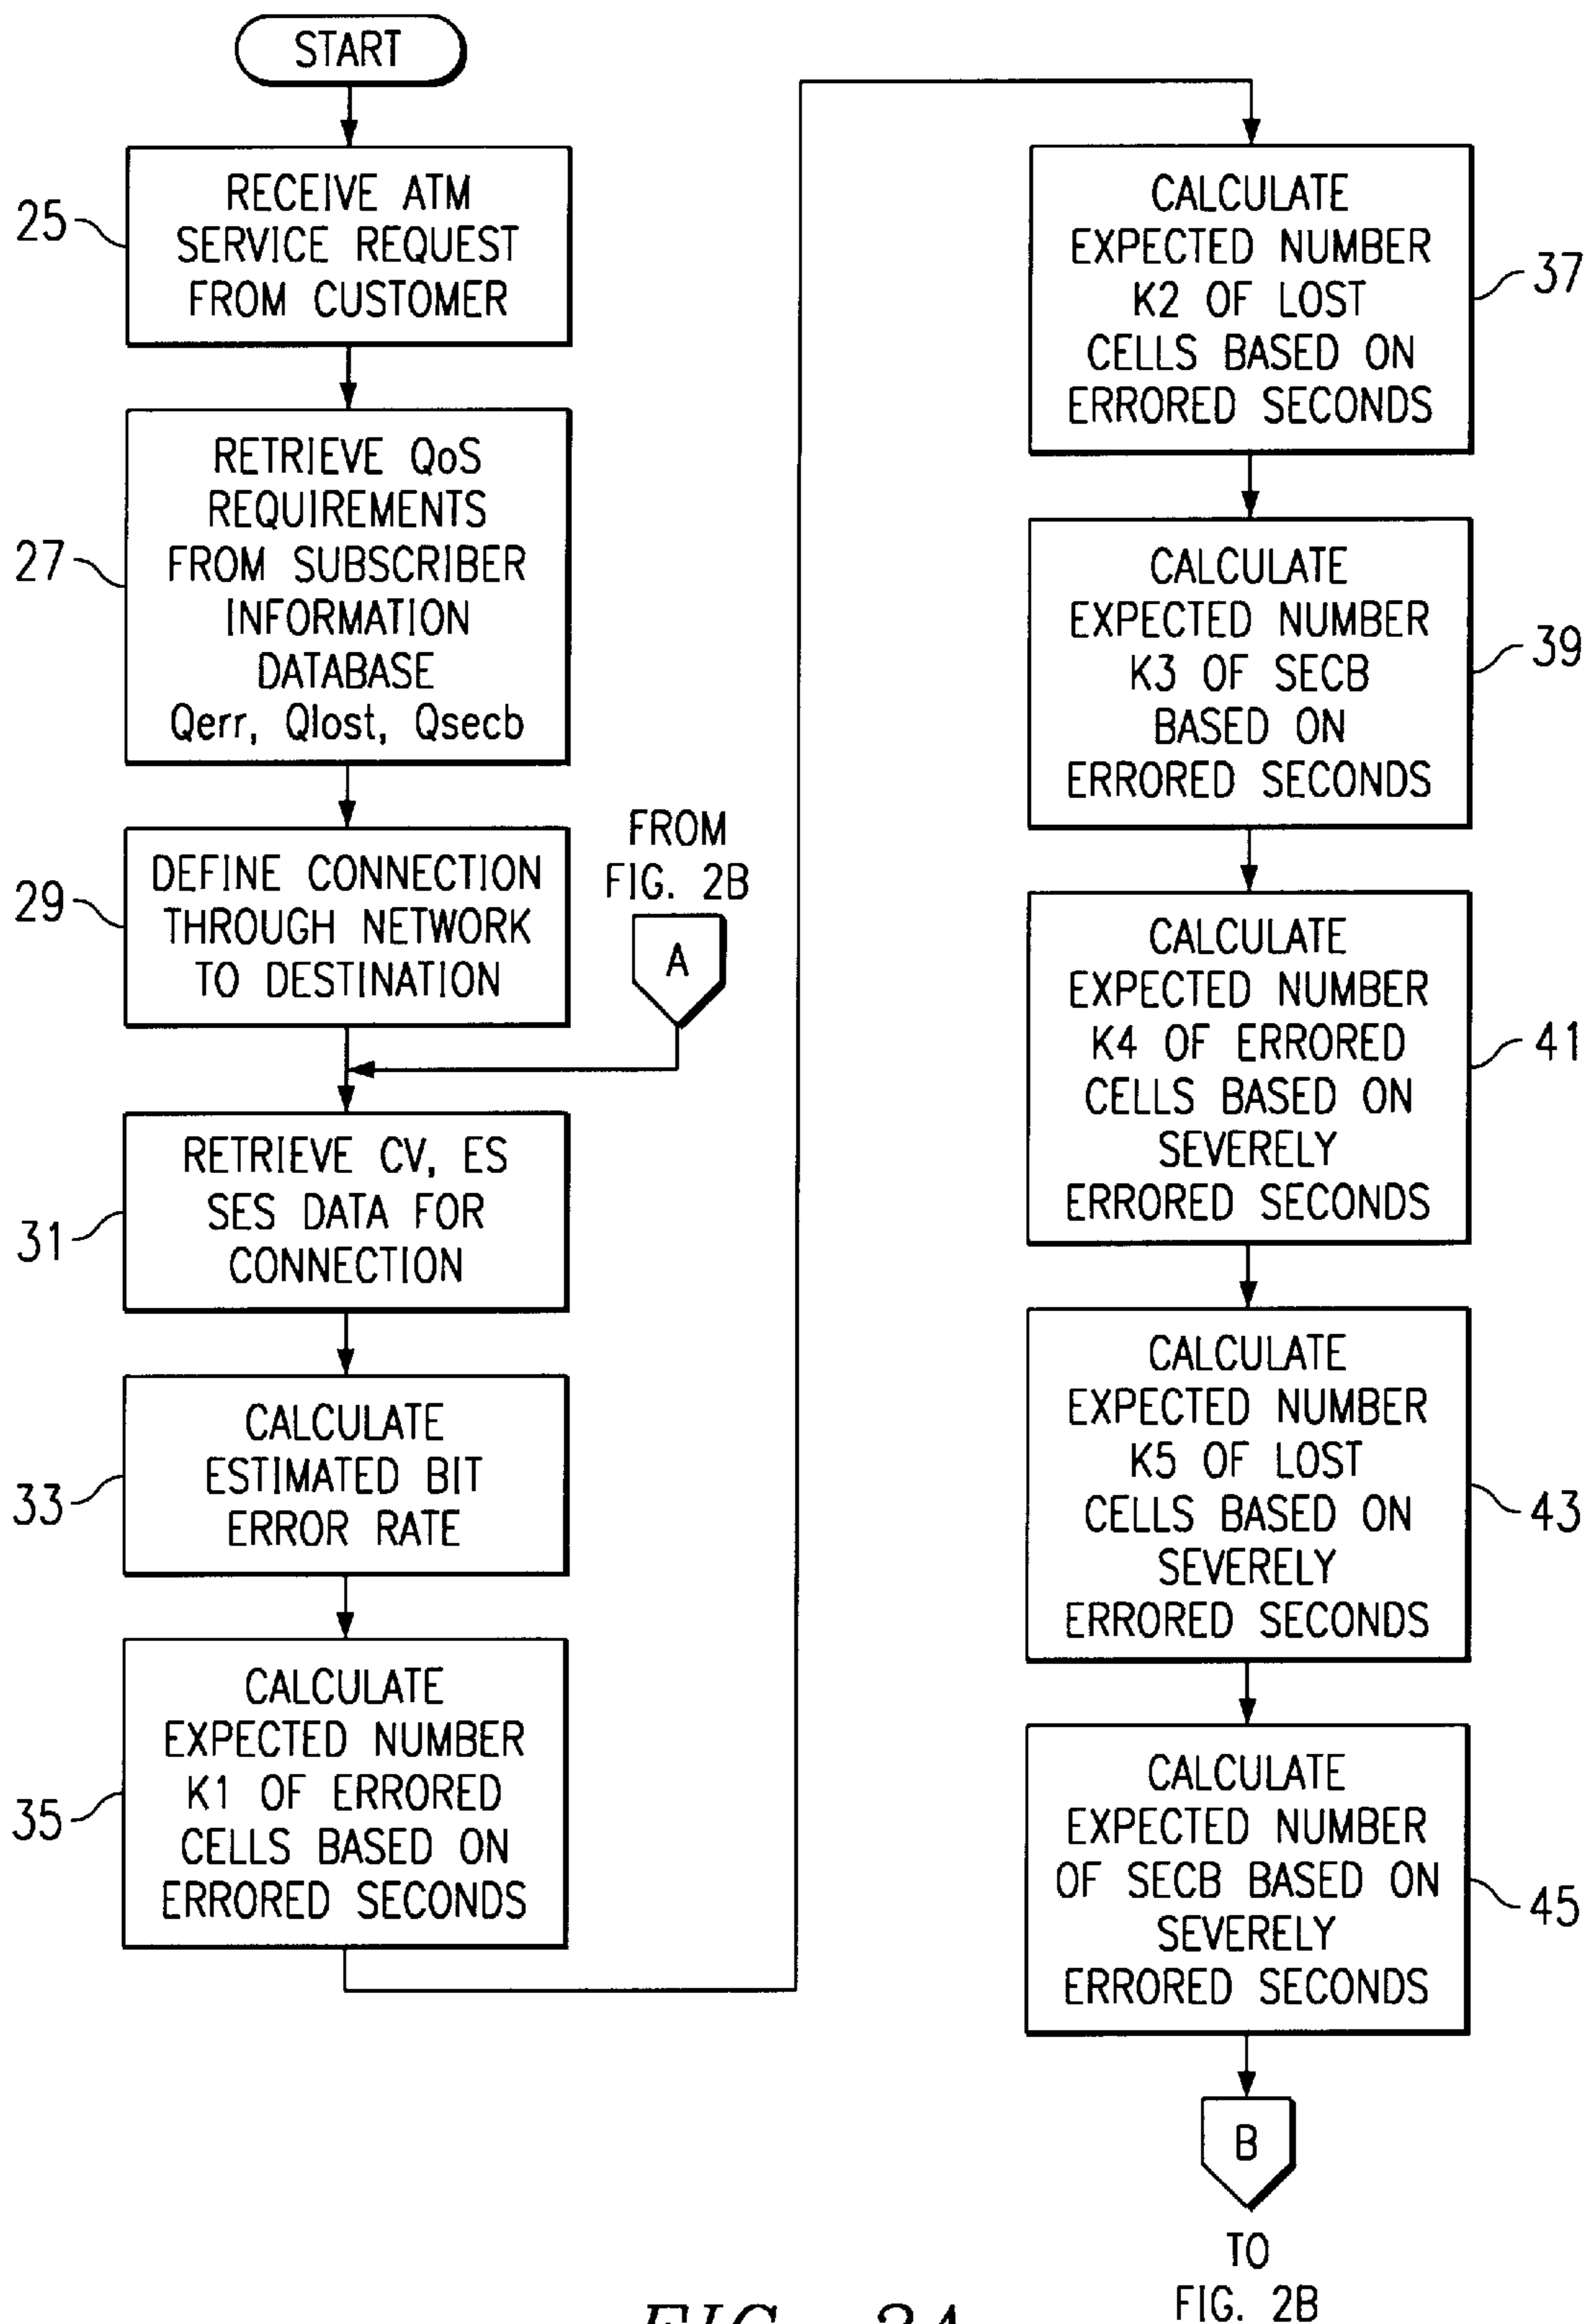 START
25
RECEIVE ATM
SERVICE REQUEST
FROM CUSTOMER
27
RETRIEVE QoS
REQUIREMENTS
FROM SUBSCRIBER
INFORMATION
DATABASE
Qerr, Qlost, Qsecb
29
DEFINE CONNECTION
THROUGH NETWORK
TO DESTINATION
FROM
FIG. 2B
A
31
RETRIEVE CV, ES
SES DATA FOR
CONNECTION
33
CALCULATE
ESTIMATED BIT
ERROR RATE
35
CALCULATE
EXPECTED NUMBER
K1 OF ERRORED
CELLS BASED ON
ERRORED SECONDS
CALCULATE
EXPECTED NUMBER
K2 OF LOST
CELLS BASED ON
ERRORED SECONDS
37
CALCULATE
EXPECTED NUMBER
K3 OF SECB
BASED ON
ERRORED SECONDS
39
CALCULATE
EXPECTED NUMBER
K4 OF ERRORED
CELLS BASED ON
SEVERELY
ERRORED SECONDS
41
CALCULATE
EXPECTED NUMBER
K5 OF LOST
CELLS BASED ON
SEVERELY
ERRORED SECONDS
43
CALCULATE
EXPECTED NUMBER
OF SECB BASED ON
SEVERELY
ERRORED SECONDS
45
B
TO
FIG. 2B
FIG. 2A